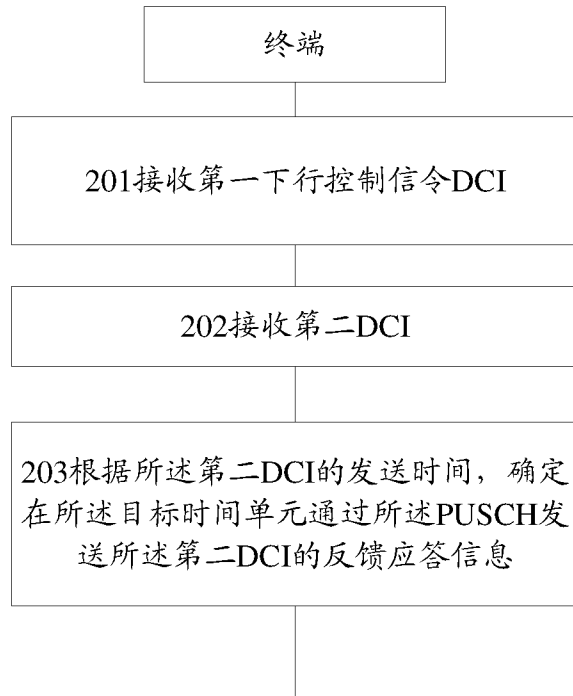 终端
201接收第一下行控制信令DCI
202接收第二DCI
203根据所述第二DCI的发送时间，确定
在所述目标时间单元通过所述PUSCH发
送所述第二DCI的反馈应答信息